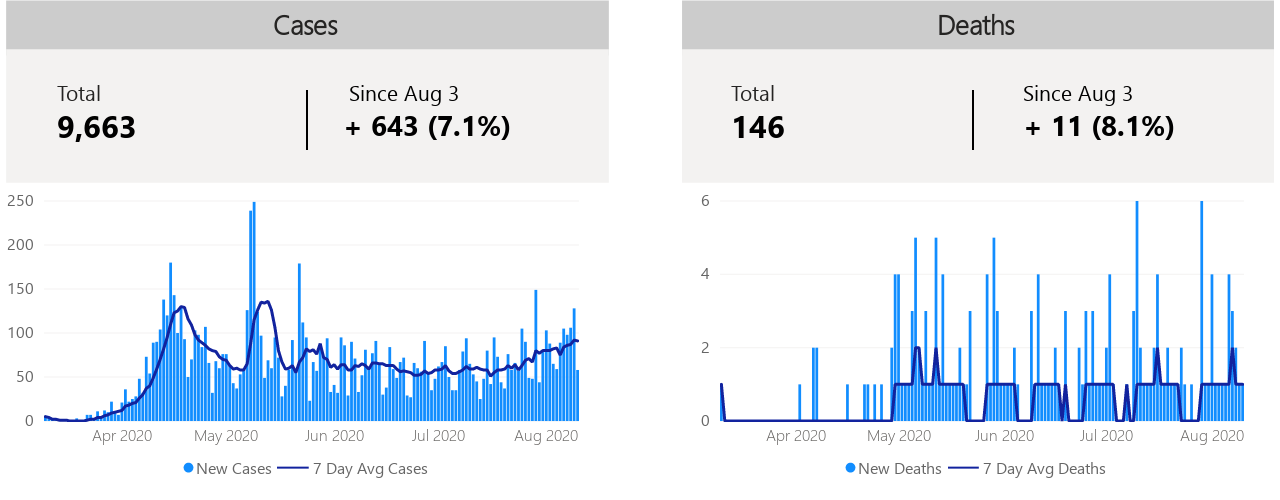 Cases
Total
9,663
Since Aug 3
+ 643 (7.1%)
250
200
150
100
50
0
Apr 2020 May 2020 Jun 2020 Jul 2020 Aug 2020
New Cases 7 Day Avg Cases
Deaths
Total
146
Since Aug 3
+ 11 (8.1%)
6
4
2
0
Apr 2020 May 2020 Jun 2020 Jul 2020 Aug 2020
New Deaths 7 Day Avg Deaths